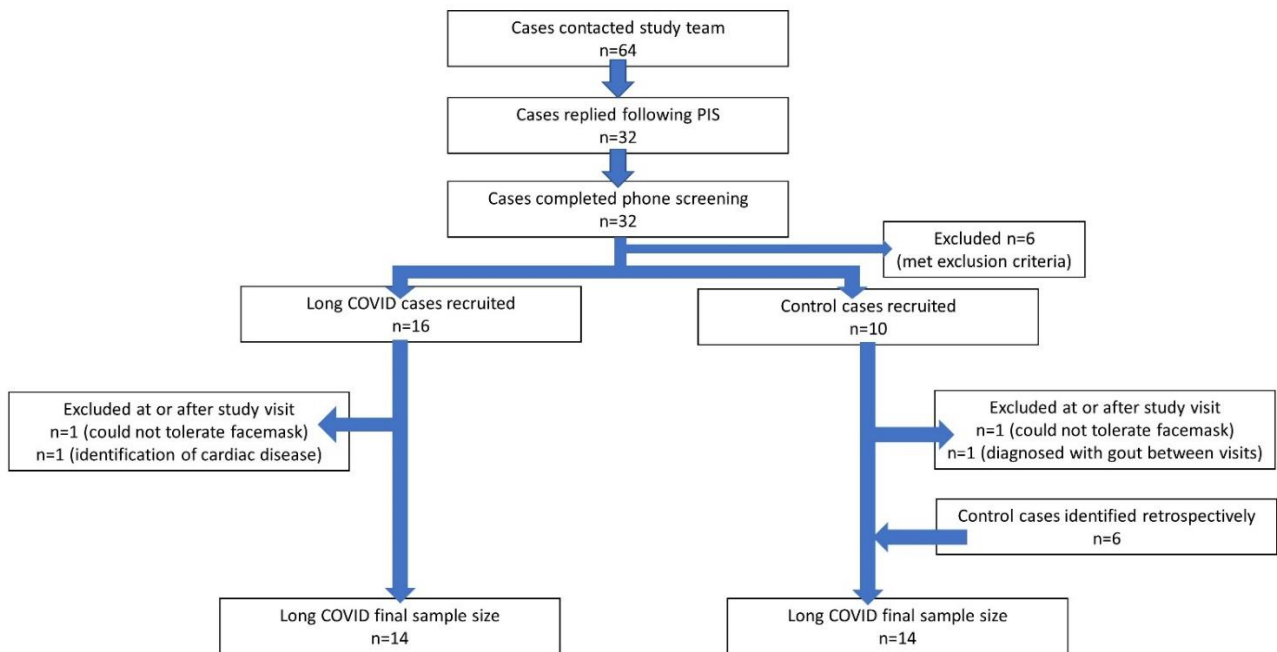 Cases contacted study team
n=64
Cases replied following PIS
n=32
Cases completed phone screening
n=32
Excluded n=6
(met exclusion criteria)
Long COVID cases recruited
n=16
Control cases recruited
n=10
Excluded at or after study visit
n=1 (could not tolerate facemask)
n=1 (identification of cardiac disease)
Excluded at or after study visit
n=1 (could not tolerate facemask)
n=1 (diagnosed with gout between visits)
Control cases identified retrospectively
n=6
Long COVID final sample size
n=14
Long COVID final sample size
n=14